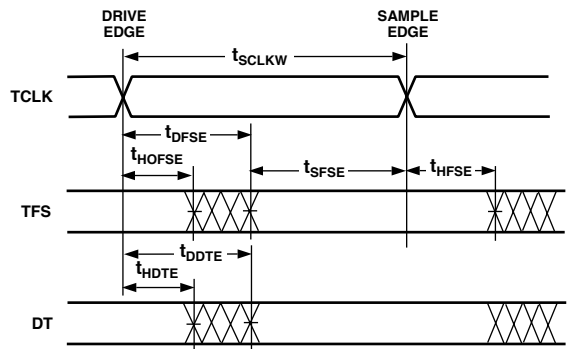 DRIVE
EDGE
SAMPLE
EDGE
tSCLKW
TCLK
tDFSE
tHOFSE
tSFSE
tHFSE
TFS
tDDTE
tHDTE
DT